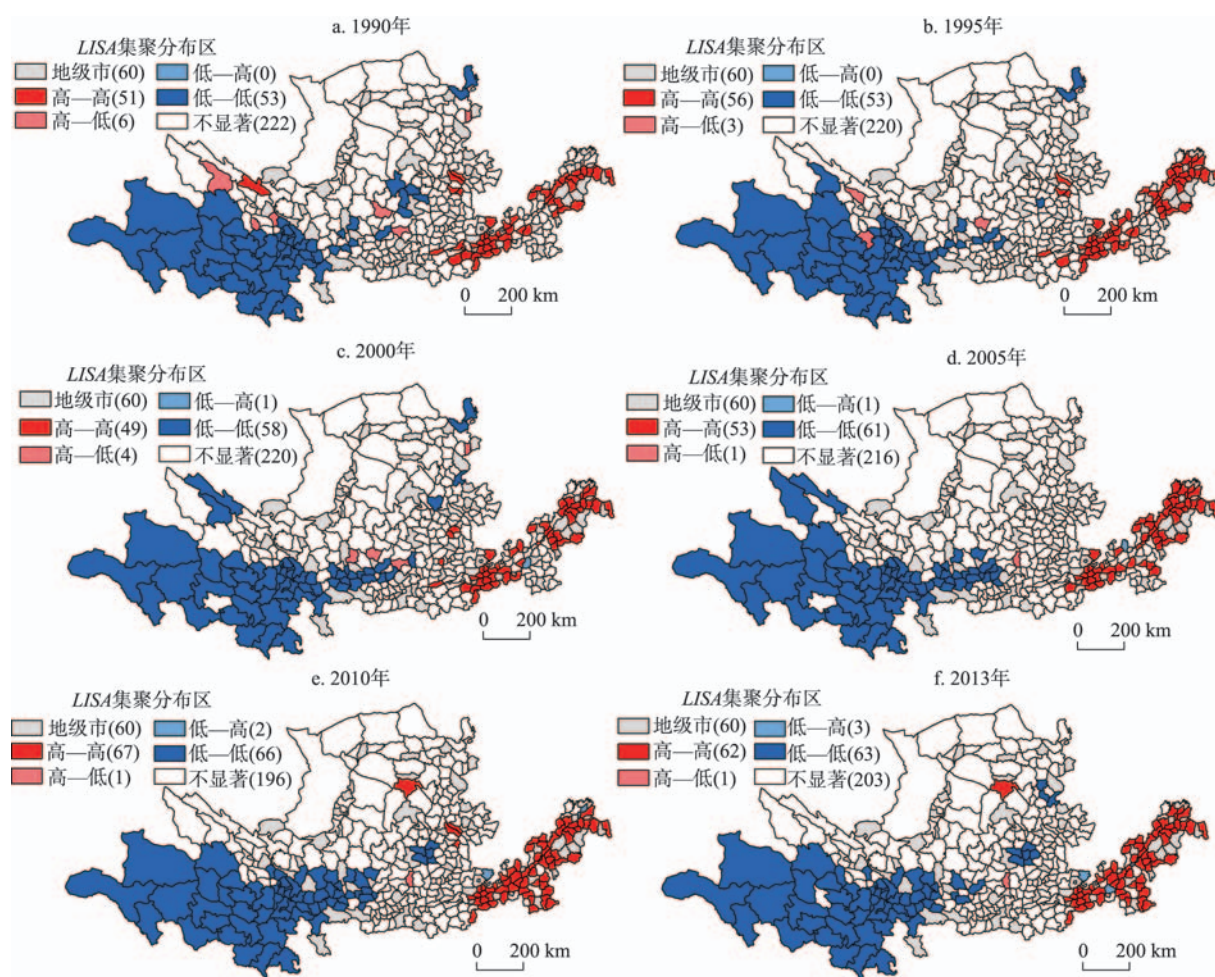 a. 1990年
LISA集聚分布区
地级市(60) 低—高(0)
高—高(51) 低—低(53)
高—低(6) 不显著(222)
0 200 km
b. 1995年
LISA集聚分布区
地级市(60) 低—高(0)
高—高(56) 低—低(53)
高—低(3) 不显著(220)
0 200 km
c. 2000年
LISA集聚分布区
地级市(60) 低—高(1)
高—高(49) 低—低(58)
高—低(4) 不显著(220)
0 200 km
d. 2005年
LISA集聚分布区
地级市(60) 低—高(1)
高—高(53) 低—低(61)
高—低(1) 不显著(216)
0 200 km
e. 2010年
LISA集聚分布区
地级市(60) 低—高(2)
高—高(67) 低—低(66)
高—低(1) 不显著(196)
0 200 km
f. 2013年
LISA集聚分布区
地级市(60) 低—高(3)
高—高(62) 低—低(63)
高—低(1) 不显著(203)
0 200 km